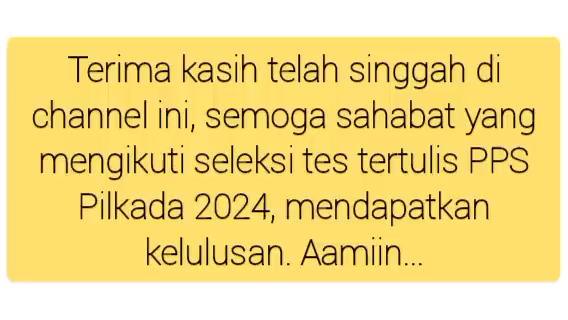 Terima kasih telah singgah di
channel ini, semoga sahabat yang
mengikuti seleksi tes tertulis PPS
Pilkada 2024, mendapatkan
kelulusan. Aamiin...